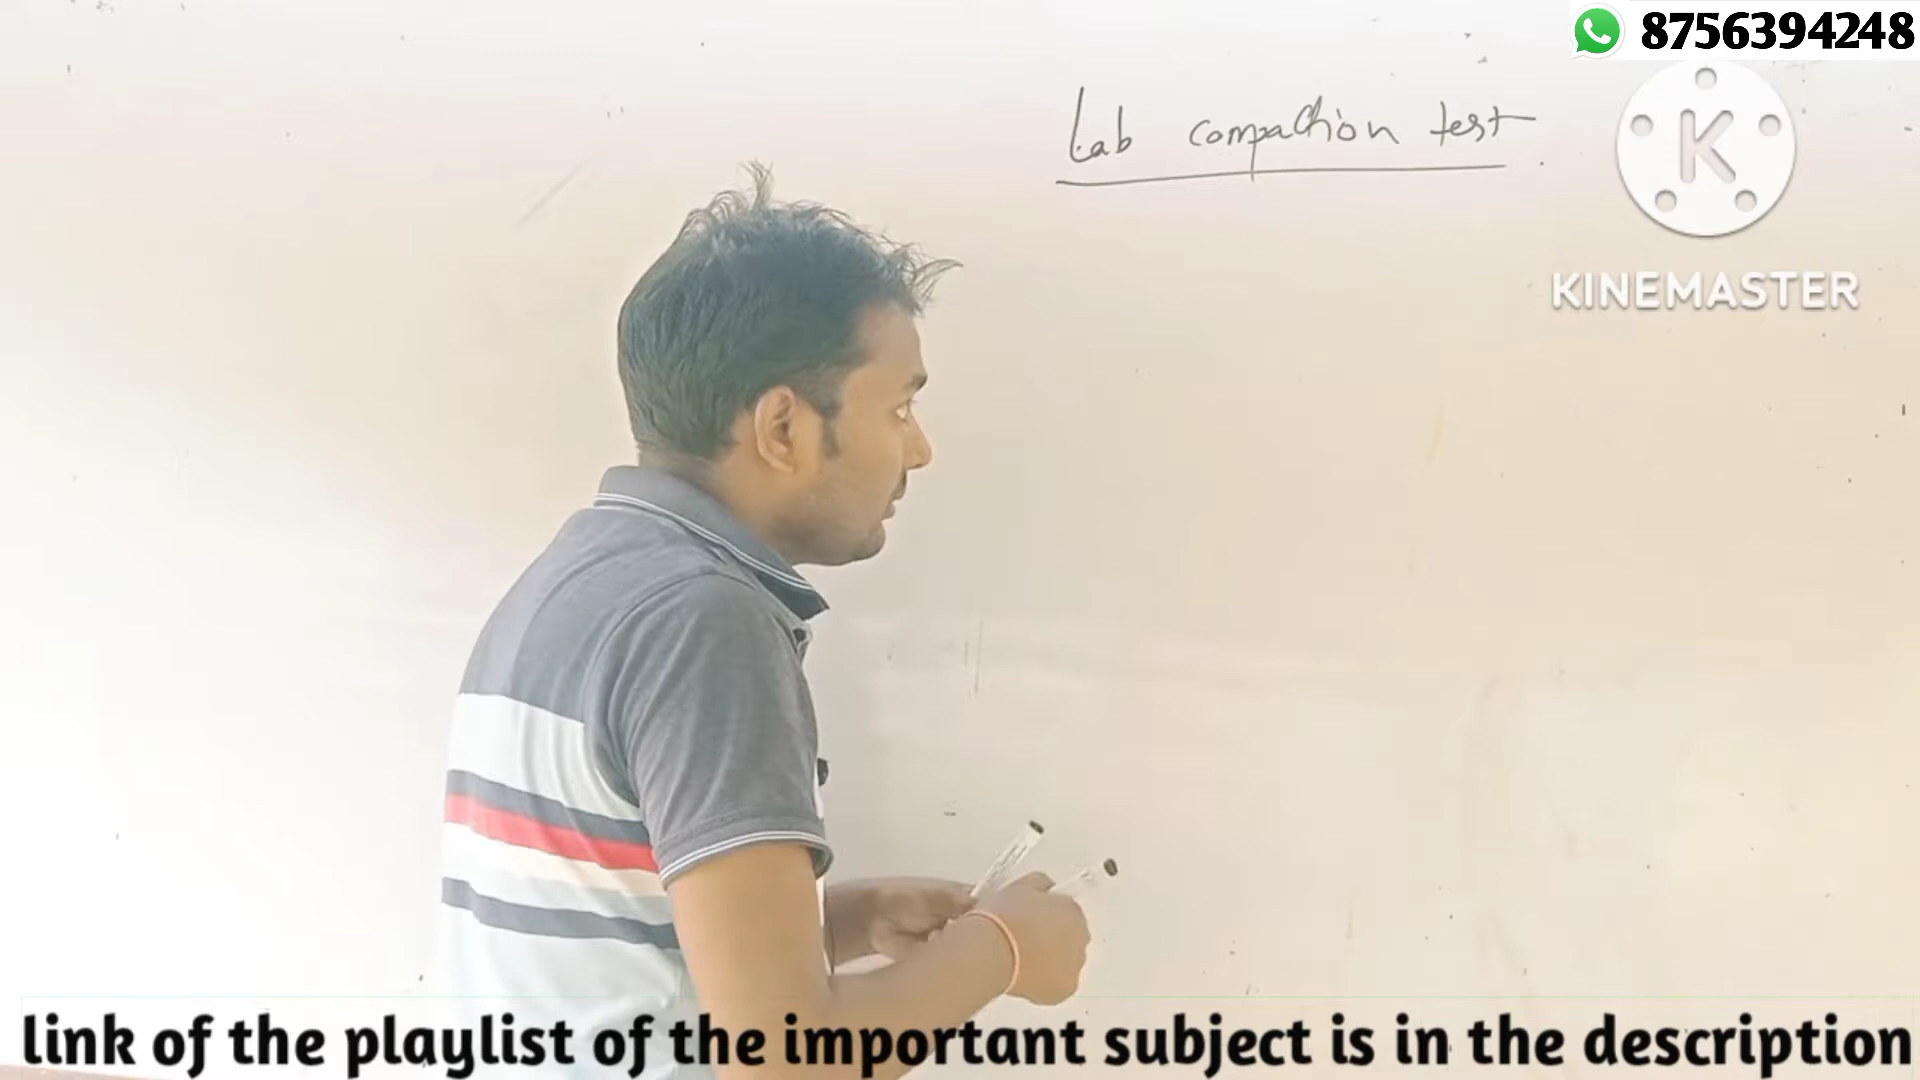 8756394248
Lab compaction test
K
KINEMASTER
link of the playlist of the important subject is in the description